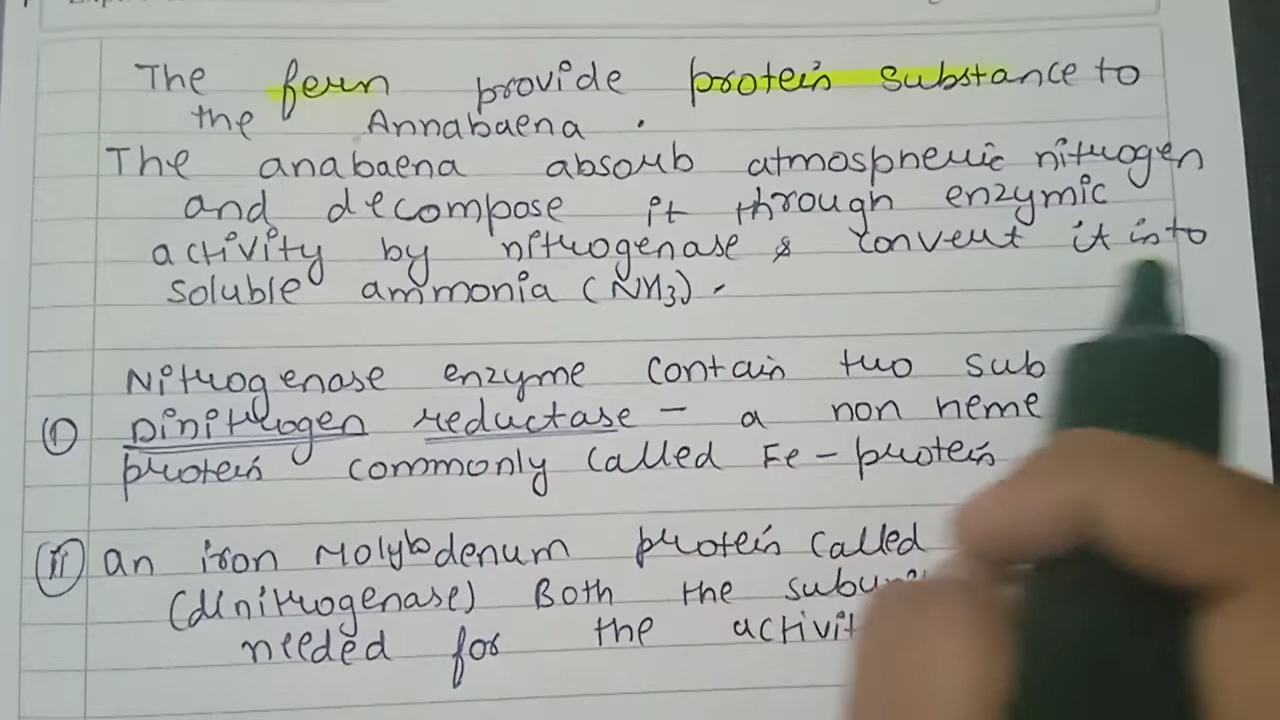 The fern provide protein substance to
the Annabaena .
The anabaena absorb atmospheric nitrogen
and decompose it through enzymic
activity by nitrogenase & convert it into
soluble ammonia (NH3).
Nitrogenase enzyme contain two sub
(I) Dinitrogen reductase - a non heme
protein commonly called Fe-protein
(II) an iron Molybdenum protein called
(dinitrogenase) Both the
needed for the